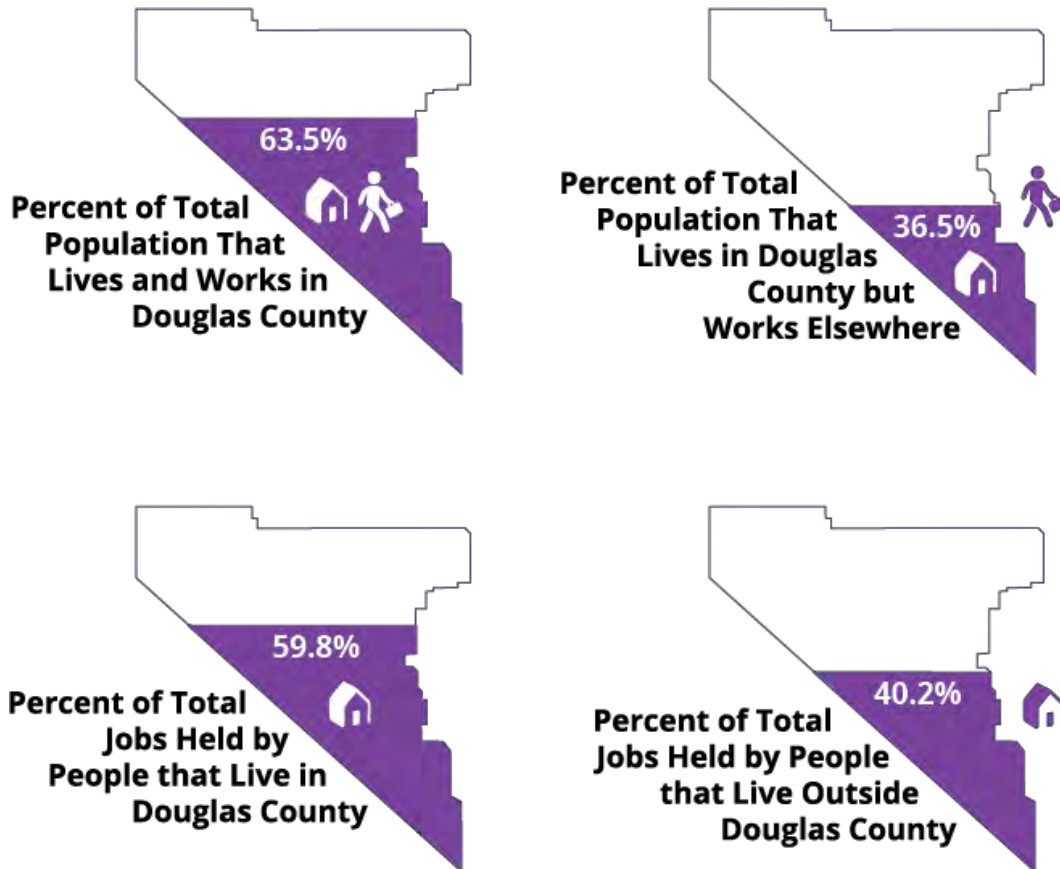 63.5%
Percent of Total
Population That
Lives and Works in
Douglas County
36.5%
Percent of Total
Population That
Lives in Douglas
County but
Works Elsewhere
59.8%
Percent of Total
Jobs Held by
People that Live in
Douglas County
40.2%
Percent of Total
Jobs Held by People
that Live Outside
Douglas County